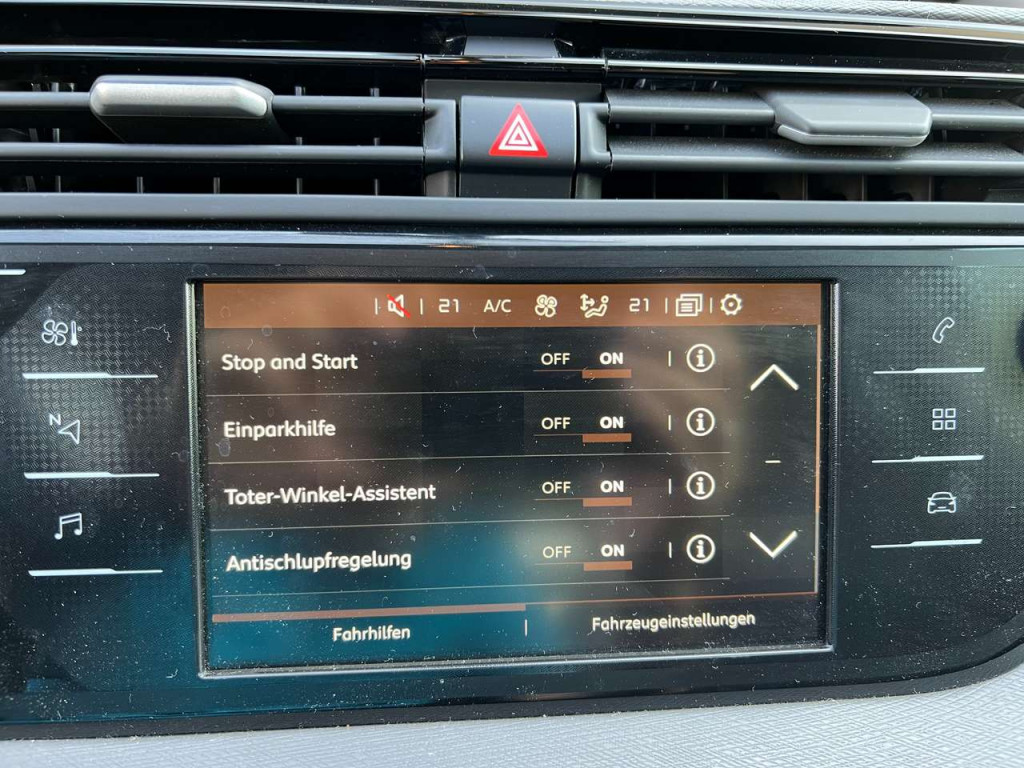 21 A/C 21
Stop and Start OFF ON
Einparkhilfe OFF ON
Toter-Winkel-Assistent OFF ON
Antischlupfregelung OFF ON
Fahrhilfen Fahrzeugeinstellungen
N